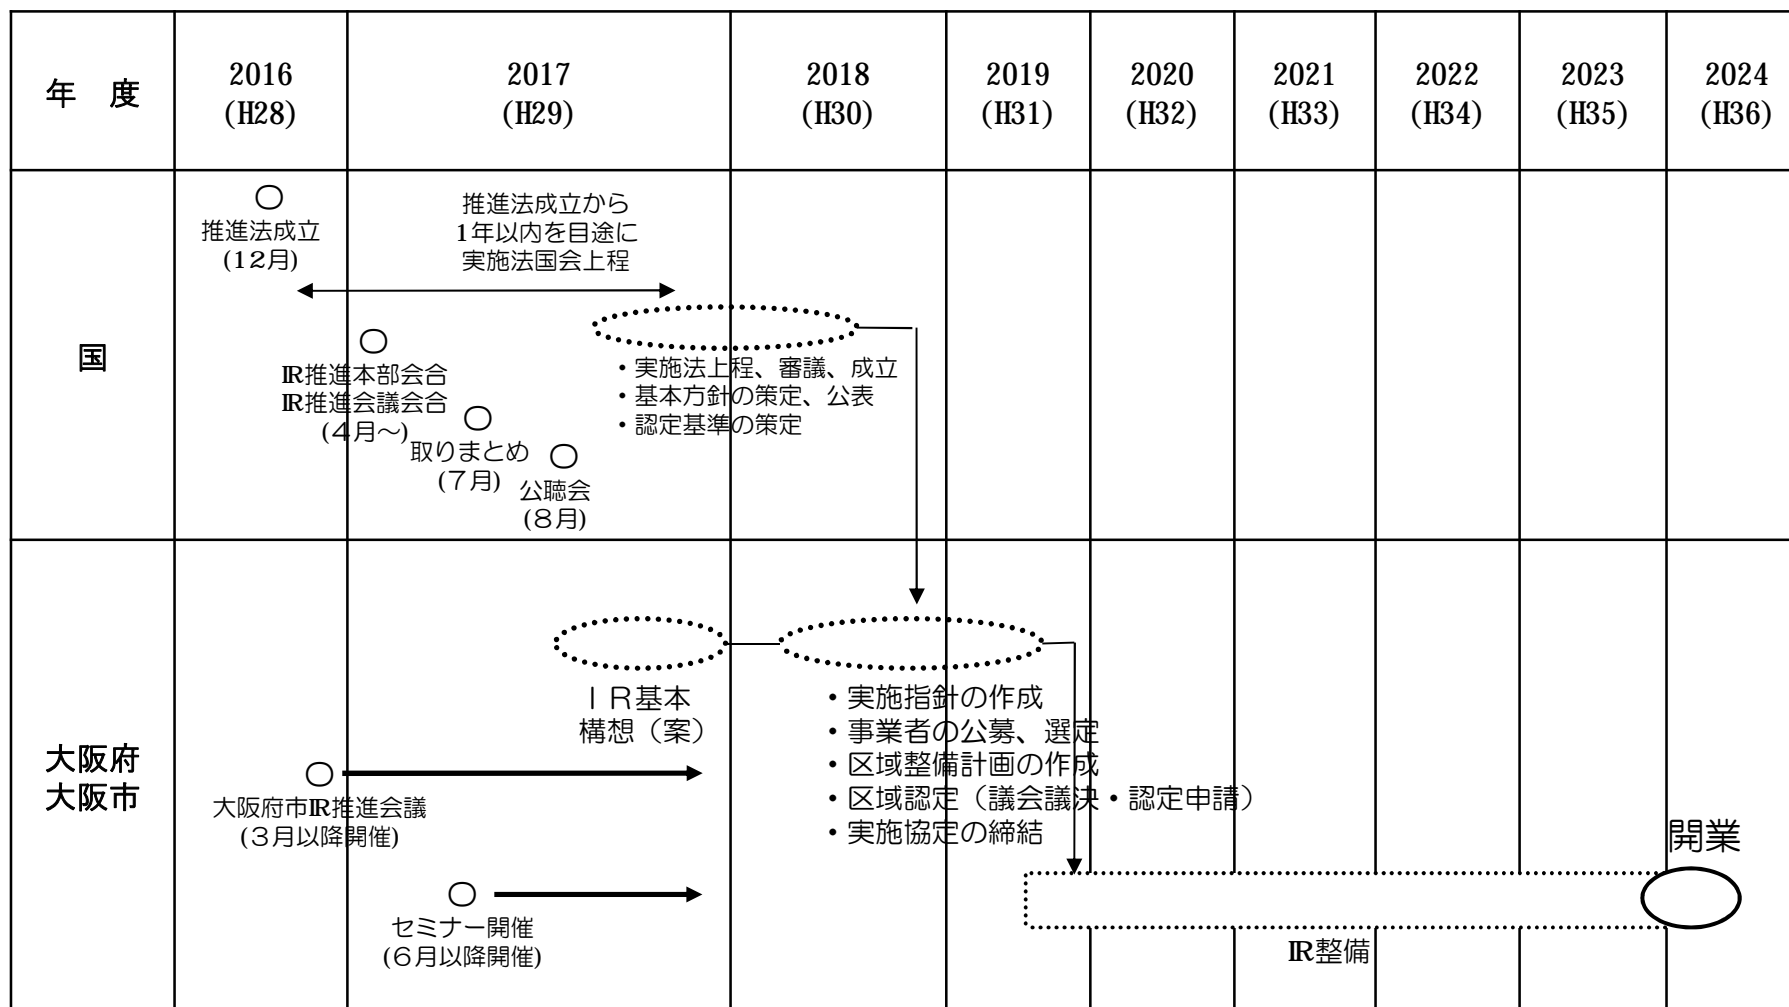 年　度
2016
(H28)
2017
(H29)
2018
(H30)
2019
(H31)
2020
(H32)
2021
(H33)
2022
(H34)
2023
(H35)
2024
(H36)
国
推進法成立
(12月)
推進法成立から
1年以内を目途に
実施法国会上程
IR推進本部会合
IR推進会議会合
(４月～)
取りまとめ
(７月)
公聴会
(８月)
・実施法上程、審議、成立
・基本方針の策定、公表
・認定基準の策定
大阪府
大阪市
ＩＲ基本
構想（案）
・実施指針の作成
・事業者の公募、選定
・区域整備計画の作成
・区域認定（議会議決・認定申請）
・実施協定の締結
大阪府市IR推進会議
(３月以降開催)
セミナー開催
(６月以降開催)
開業
IR整備